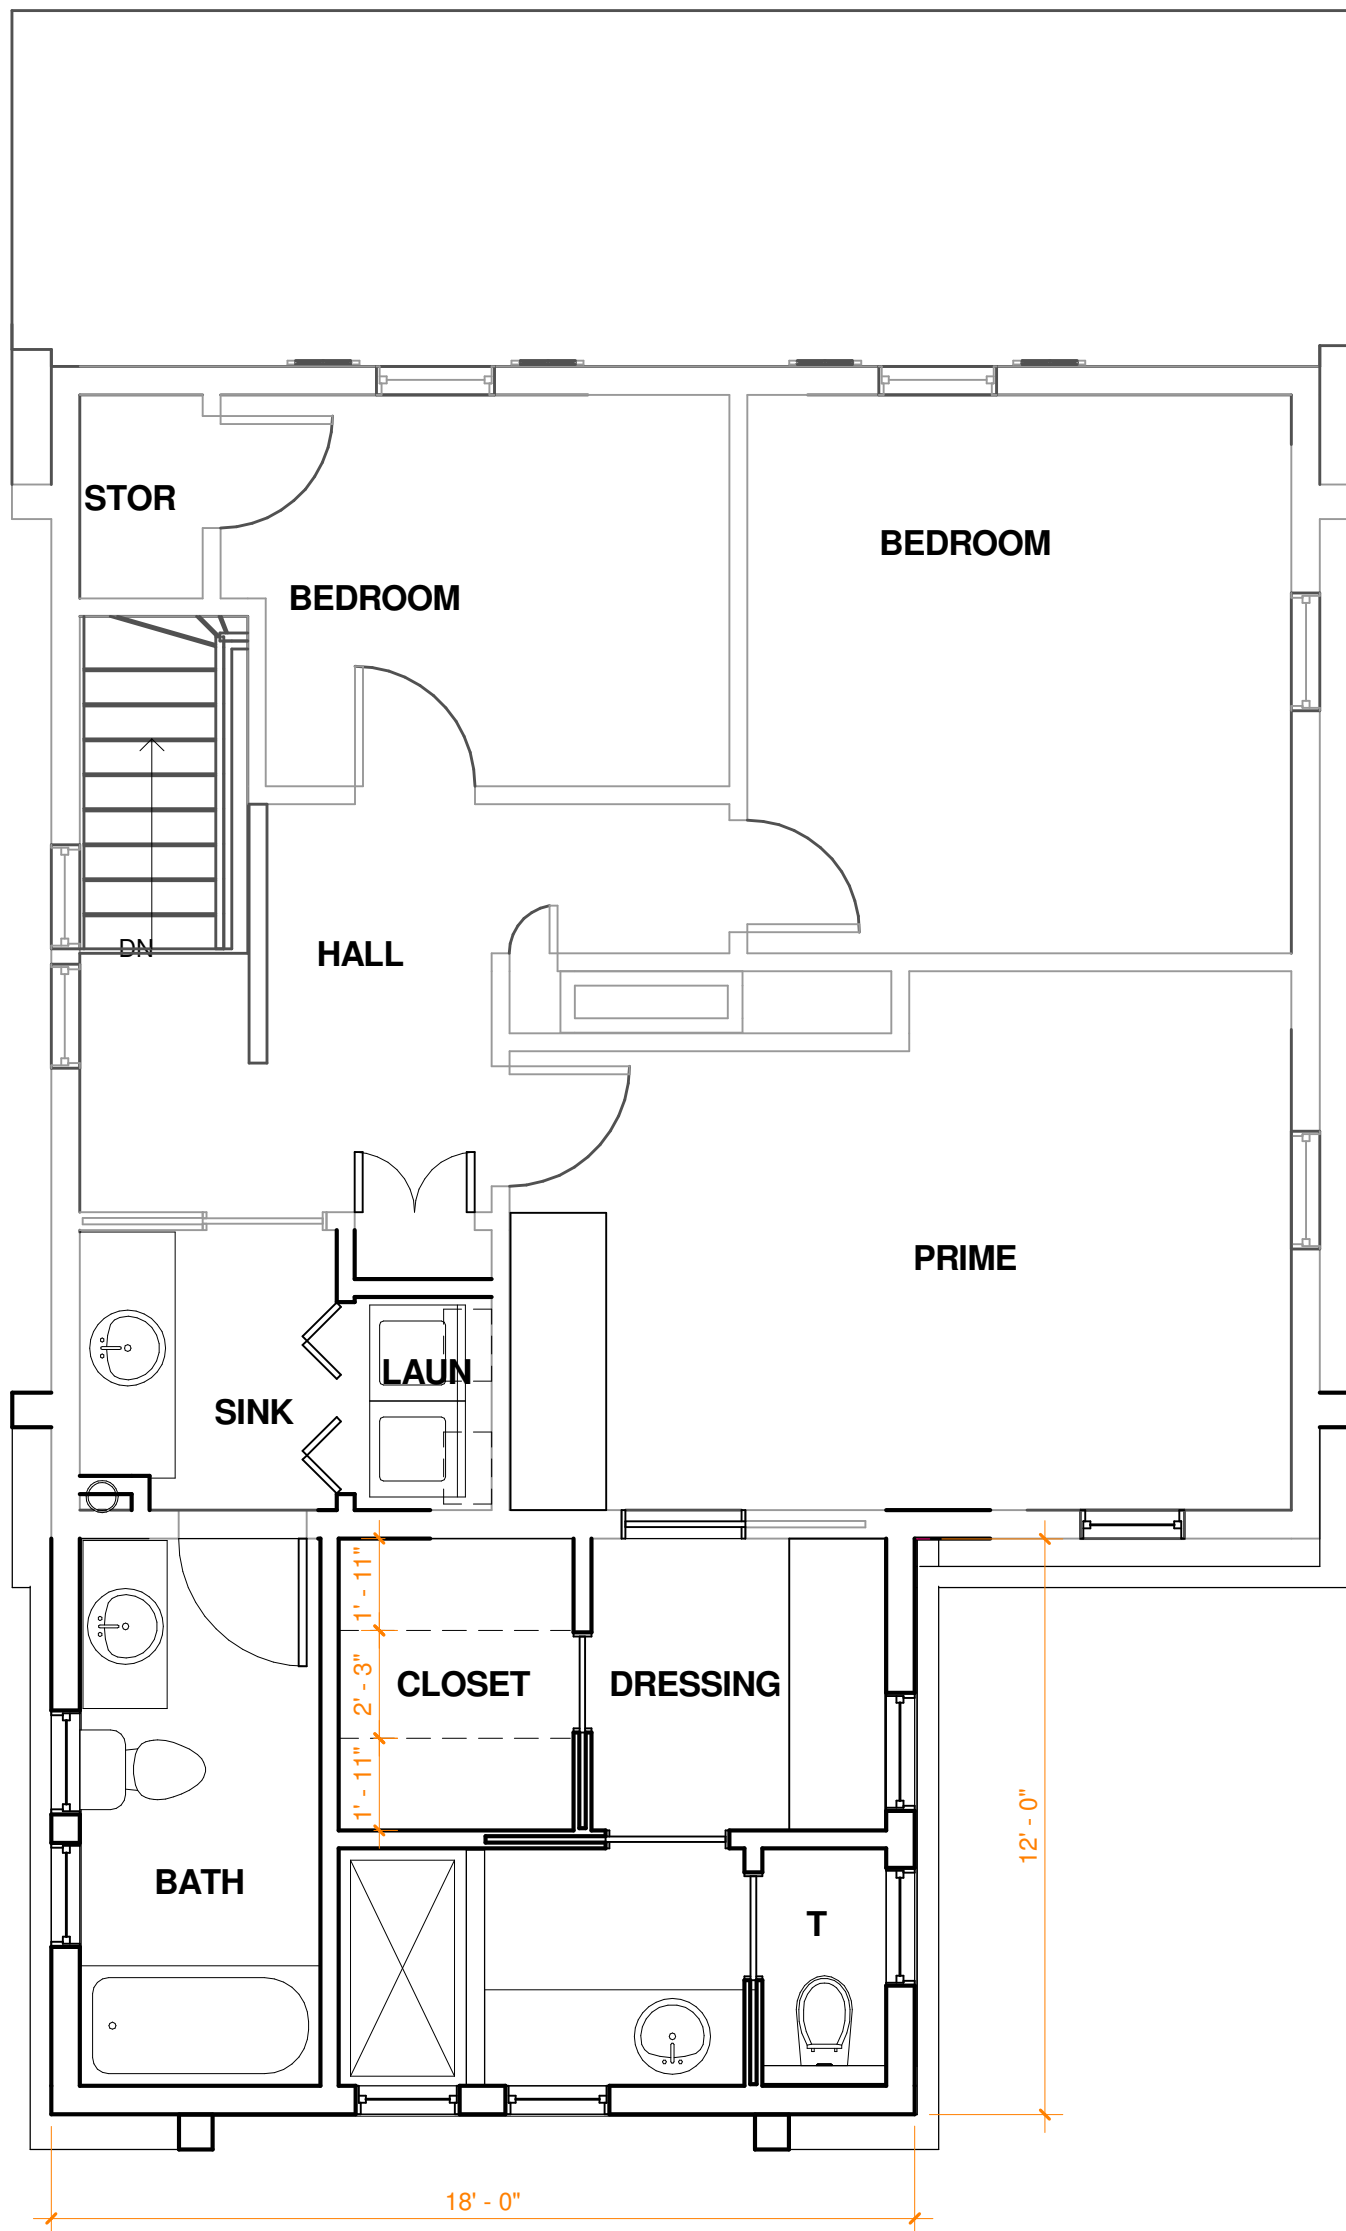 STOR
BEDROOM
BEDROOM
DN
HALL
PRIME
LAUN
SINK
1' - 11"
CLOSET
DRESSING
2' - 3"
1' - 11"
12' - 0"
BATH
T
18' - 0"